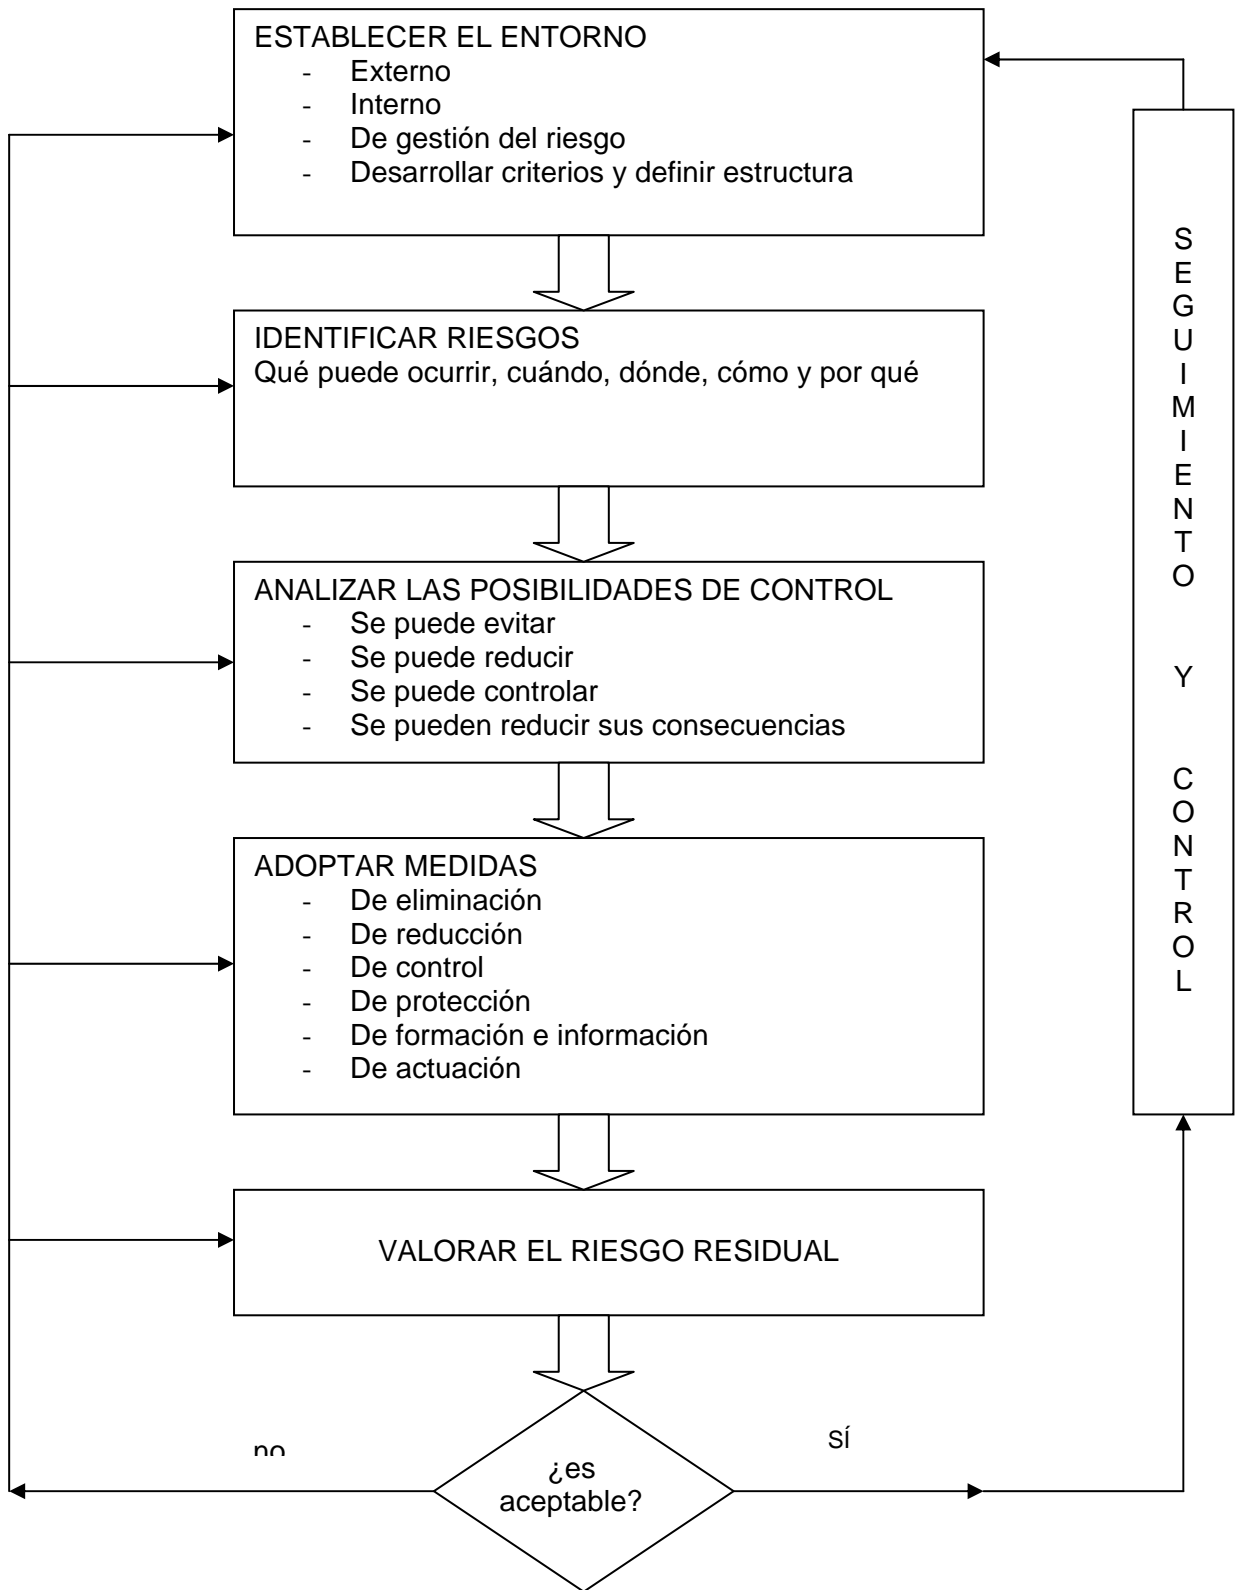 ESTABLECER EL ENTORNO
- Externo
- Interno
- De gestión del riesgo
- Desarrollar criterios y definir estructura
IDENTIFICAR RIESGOS
Qué puede ocurrir, cuándo, dónde, cómo y por qué
ANALIZAR LAS POSIBILIDADES DE CONTROL
- Se puede evitar
- Se puede reducir
- Se puede controlar
- Se pueden reducir sus consecuencias
ADOPTAR MEDIDAS
- De eliminación
- De reducción
- De control
- De protección
- De formación e información
- De actuación
VALORAR EL RIESGO RESIDUAL
¿es
aceptable?
no
SÍ
SEGUIMIENTO Y CONTROL